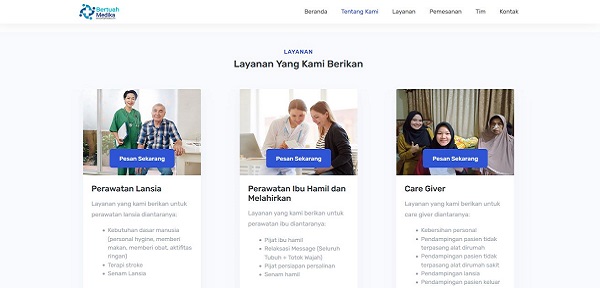 Bertuah
Medika
Beranda Tentang Kami Layanan Pemesanan Tim Kontak
LAYANAN
Layanan Yang Kami Berikan
Pesan Sekarang
Perawatan Lansia
Layanan yang kami berikan untuk
perawatan lansia diantaranya:
Kebutuhan dasar manusia
(personal hygine, memberi
makan, memberi obat, aktifitas
ringan)
Terapi stroke
Senam Lansia
Pesan Sekarang
Perawatan Ibu Hamil dan
Melahirkan
Layanan yang kami berikan untuk
perawatan ibu diantaranya:
Pijat ibu hamil
Relaksasi Message (Seluruh
Tubuh + Totok Wajah)
Pijat persiapan persalinan
Senam hamil
Pesan Sekarang
Care Giver
Layanan yang kami berikan untuk
care giver diantaranya:
Kebersihan personal
Pendampingan pasien tidak
terpasang alat dirumah
Pendampingan pasien tidak
terpasang alat dirumah sakit
Pendampingan lansia
Pendampingan pasien keluar